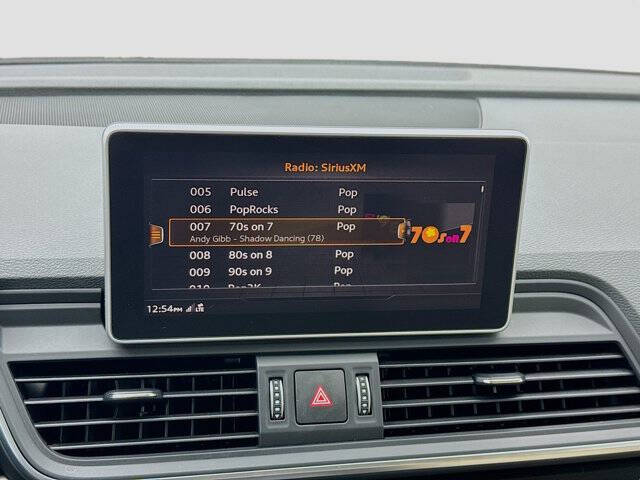 Radio: SiriusXM
005 Pulse Pop
006 PopRocks Pop
007 70s on 7 Pop
Andy Gibb - Shadow Dancing (78)
70s on 7
008 80s on 8 Pop
009 90s on 9 Pop
12:54PM LTE